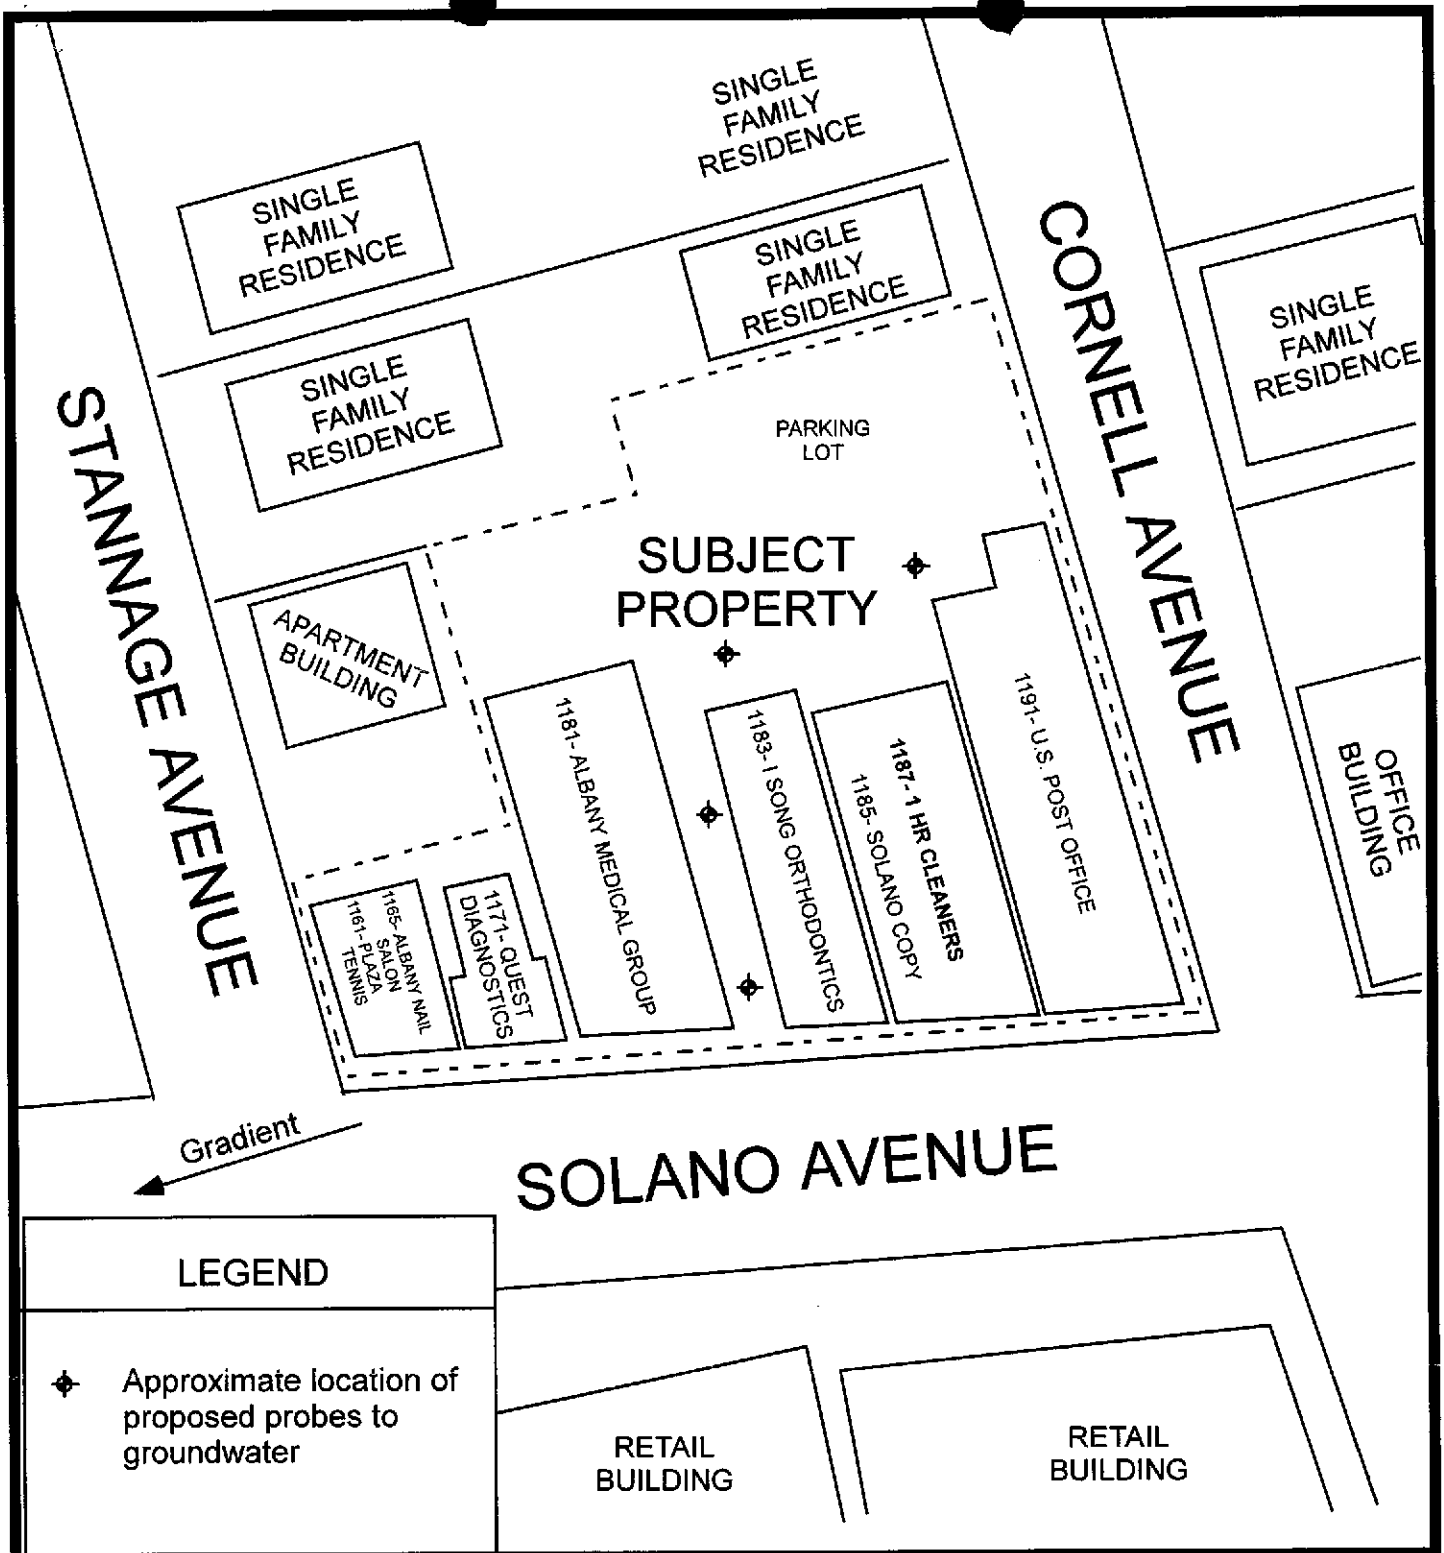 SINGLE
FAMILY
RESIDENCE
SINGLE
FAMILY
RESIDENCE
SINGLE
FAMILY
RESIDENCE
SINGLE
FAMILY
RESIDENCE
SINGLE
FAMILY
RESIDENCE
CORNELL AVENUE
STANNAGE AVENUE
PARKING
LOT
SUBJECT
PROPERTY
APARTMENT
BUILDING
1181- ALBANY MEDICAL GROUP
1183- I SONG ORTHODONTICS
1187- 1 HR CLEANERS
1185- SOLANO COPY
1191- U.S. POST OFFICE
OFFICE
BUILDING
1165- ALBANY NAIL
SALON
1161- PLAZA
TENNIS
1171- QUEST
DIAGNOSTICS
Gradient
SOLANO AVENUE
LEGEND
Approximate location of
proposed probes to
groundwater
RETAIL
BUILDING
RETAIL
BUILDING